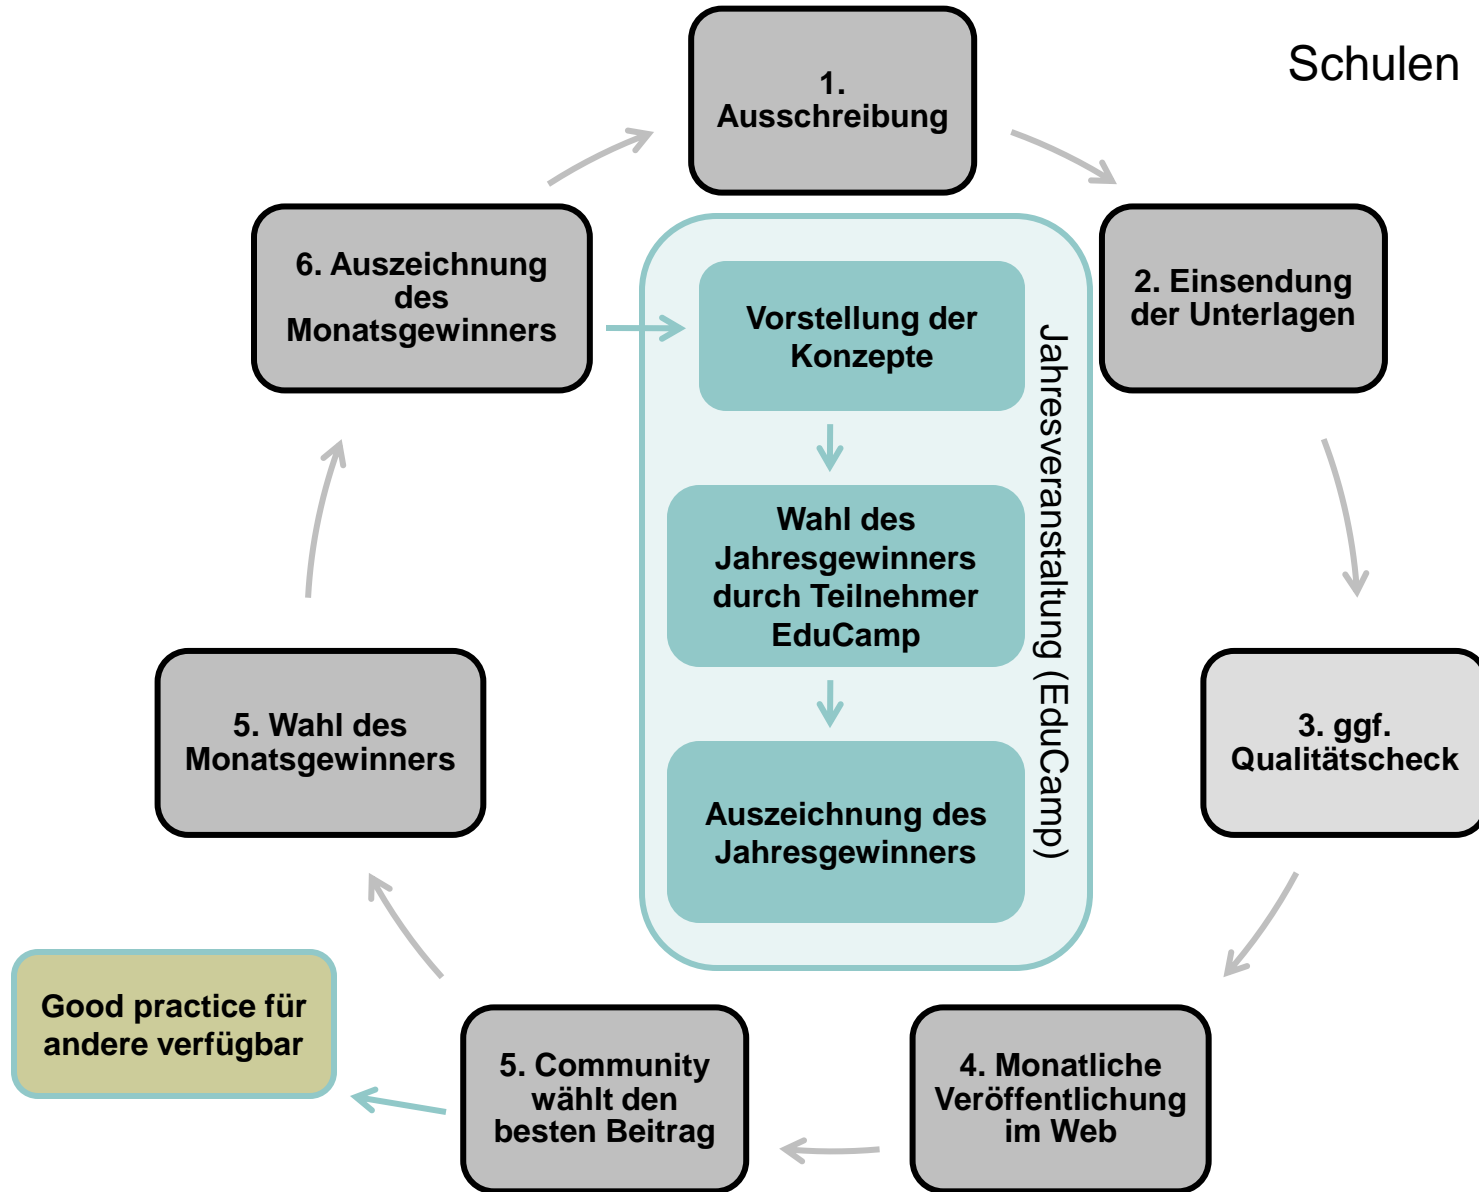 Schulen
1.
Ausschreibung
2. Einsendung
der Unterlagen
3. ggf.
Qualitätscheck
4. Monatliche
Veröffentlichung
im Web
5. Community
wählt den
besten Beitrag
Good practice für
andere verfügbar
5. Wahl des
Monatsgewinners
6. Auszeichnung
des
Monatsgewinners
Vorstellung der
Konzepte
Wahl des
Jahresgewinners
durch Teilnehmer
EduCamp
Auszeichnung des
Jahresgewinners
Jahresveranstaltung (EduCamp)